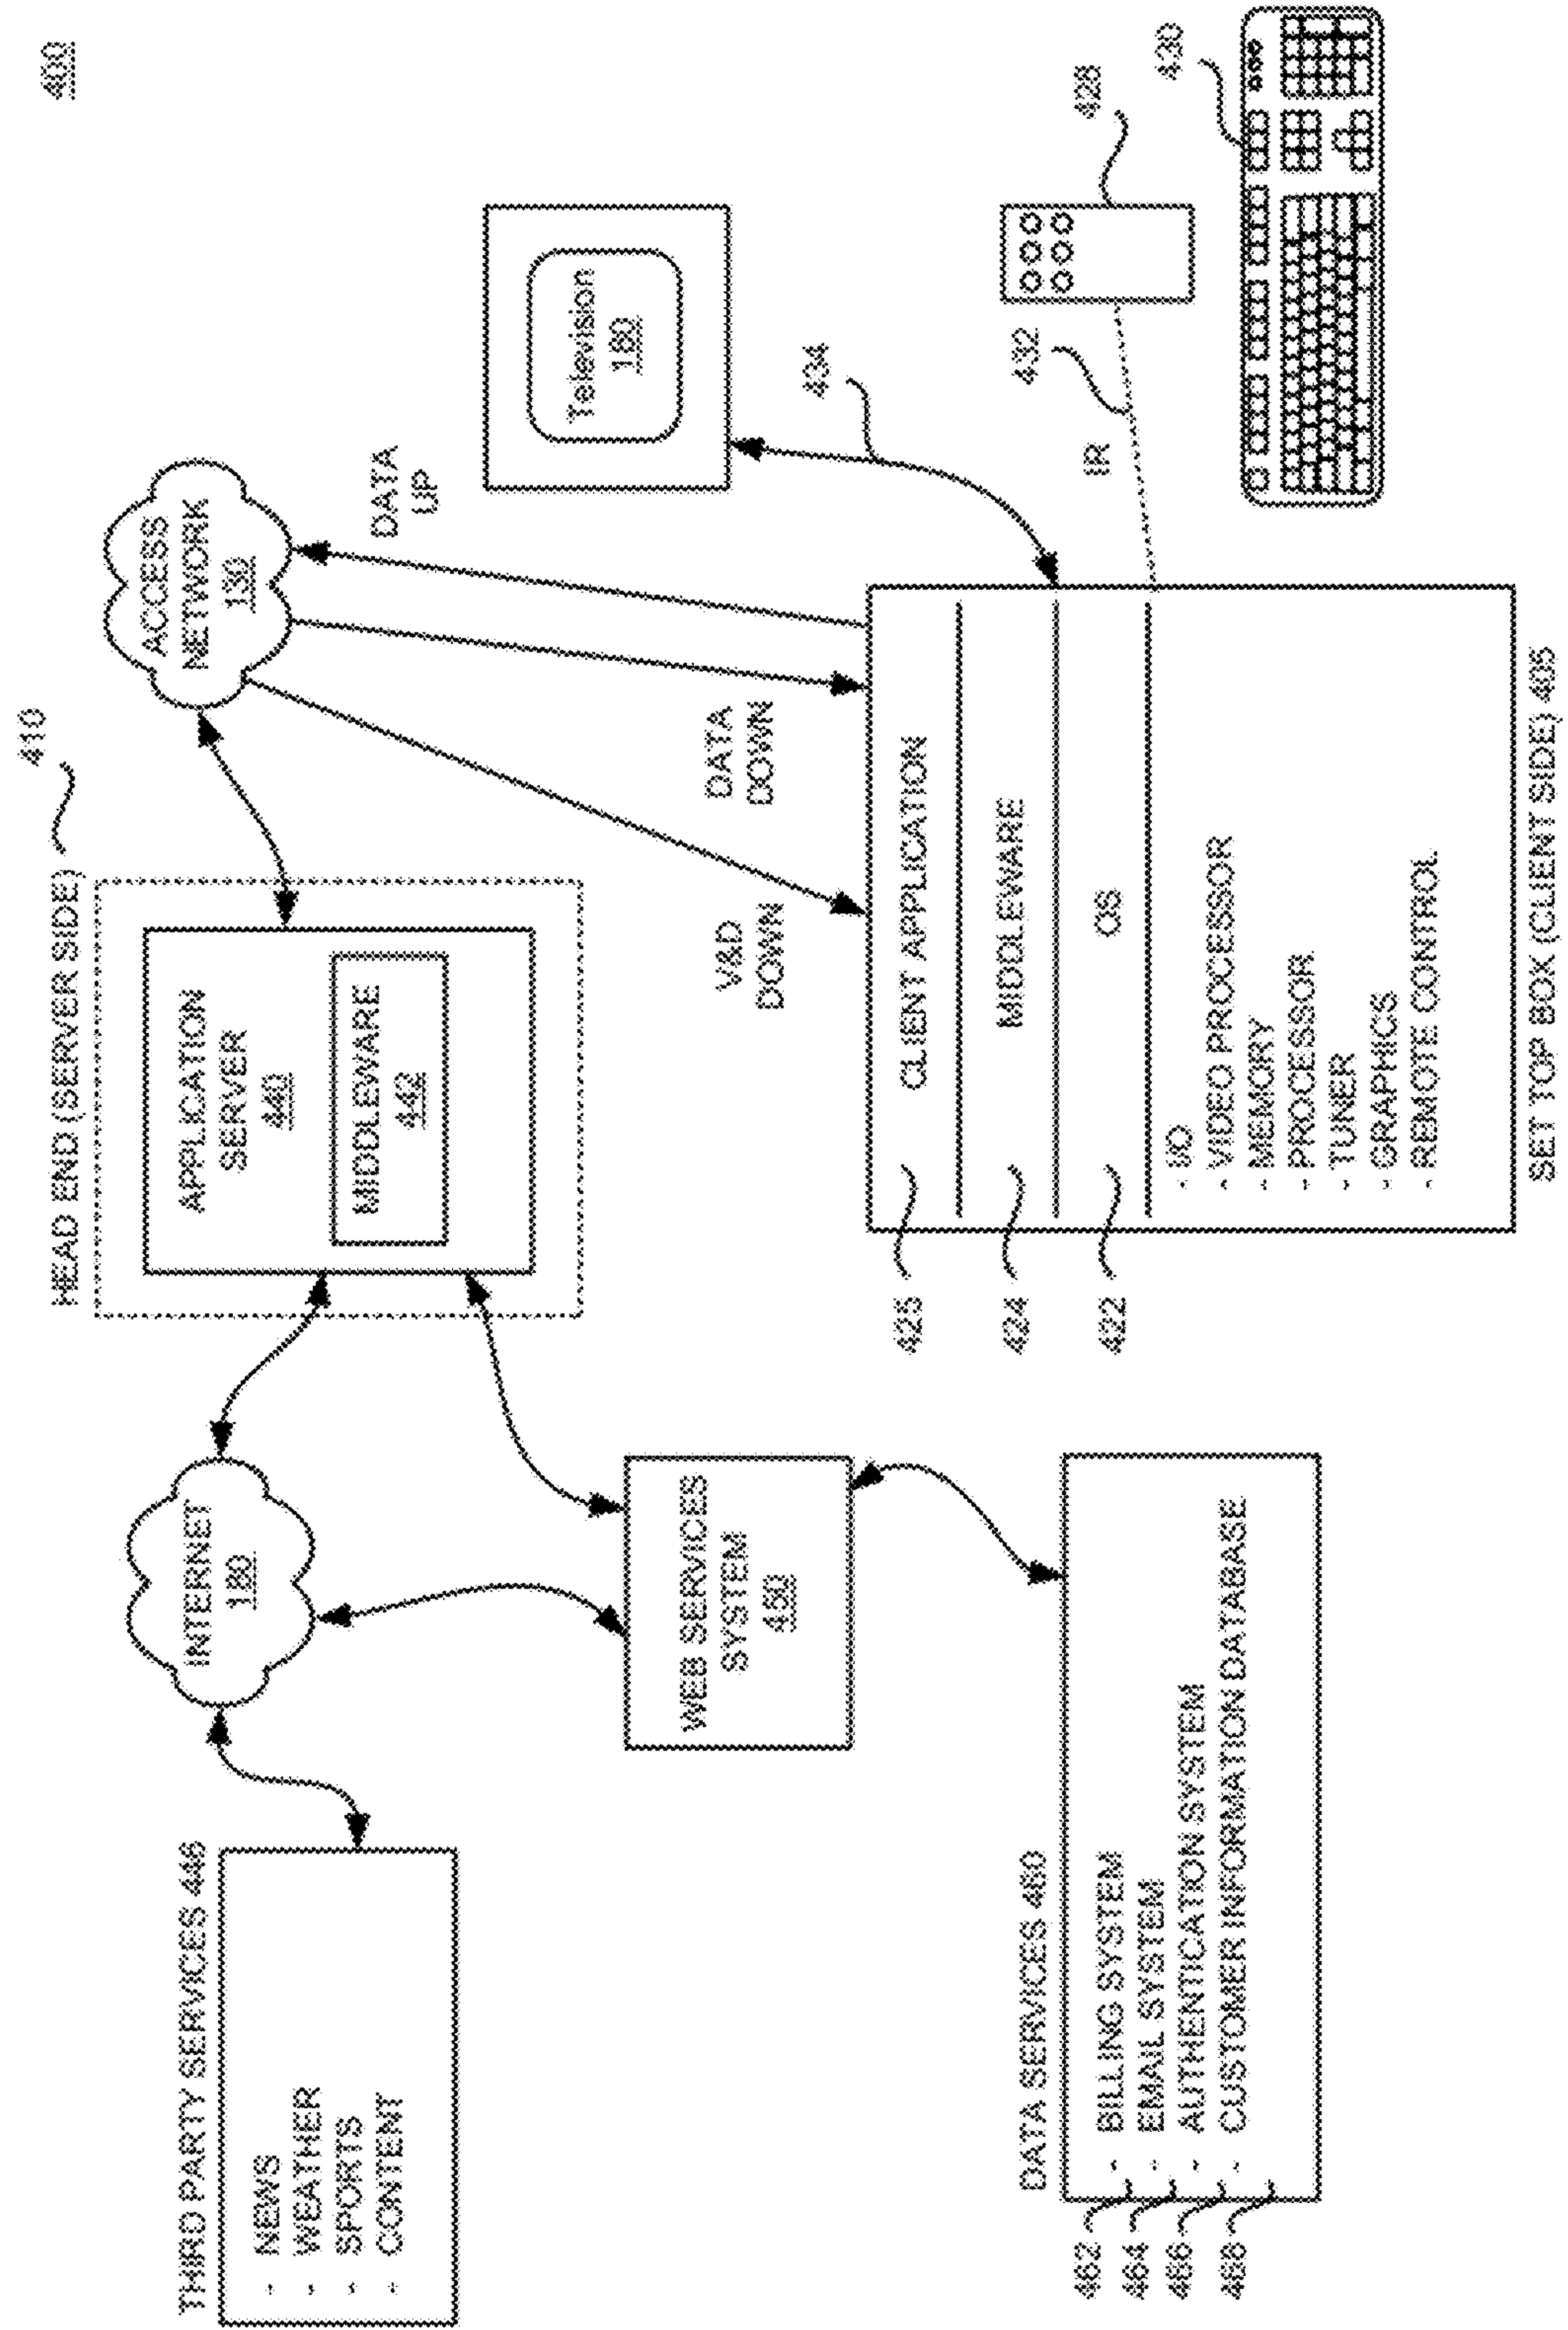 400
HEAD END (SERVER SIDE)
410
THIRD PARTY SERVICES 446
- NEWS
- WEATHER
- SPORTS
- CONTENT
INTERNET
180
APPLICATION
SERVER
440
MIDDLEWARE
442
ACCESS
NETWORK
130
DATA
UP
DATA
DOWN
V&D
DOWN
Television
WEB SERVICES
SYSTEM
450
434
432
IR
428
430
425
CLIENT APPLICATION
424
MIDDLEWARE
422
OS
- I/O
- VIDEO PROCESSOR
- MEMORY
- PROCESSOR
- TUNER
- GRAPHICS
- REMOTE CONTROL
SET TOP BOX (CLIENT SIDE) 405
DATA SERVICES 460
462
- BILLING SYSTEM
464
- EMAIL SYSTEM
466
- AUTHENTICATION SYSTEM
468
- CUSTOMER INFORMATION DATABASE